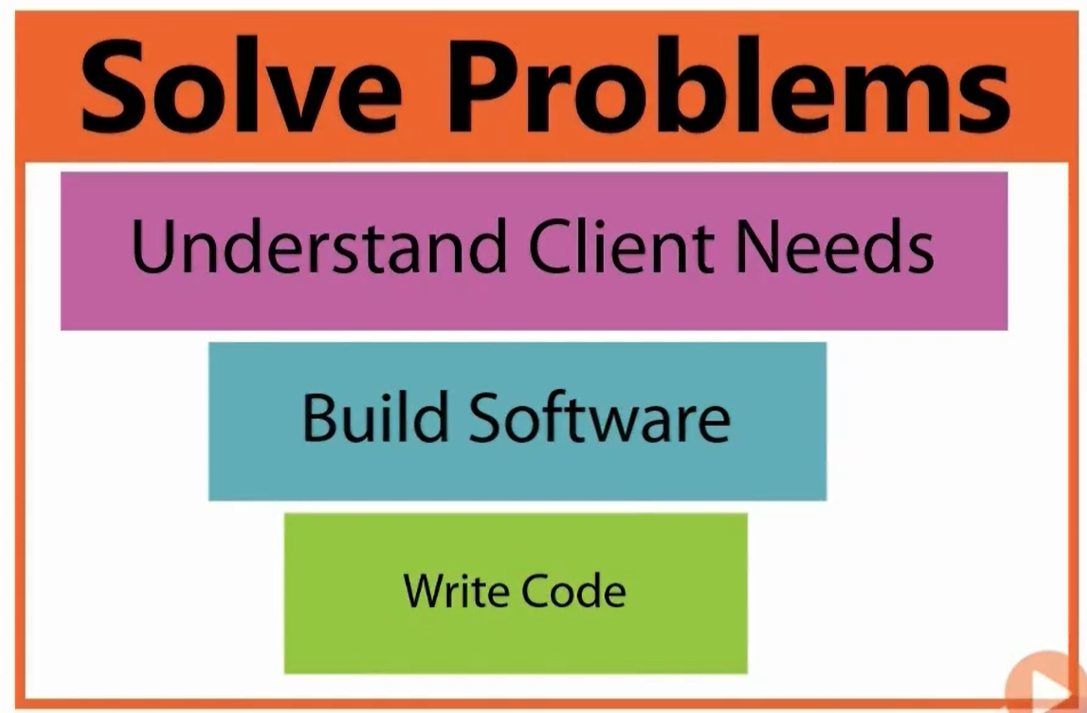 Solve Problems
Understand Client Needs
Build Software
Write Code